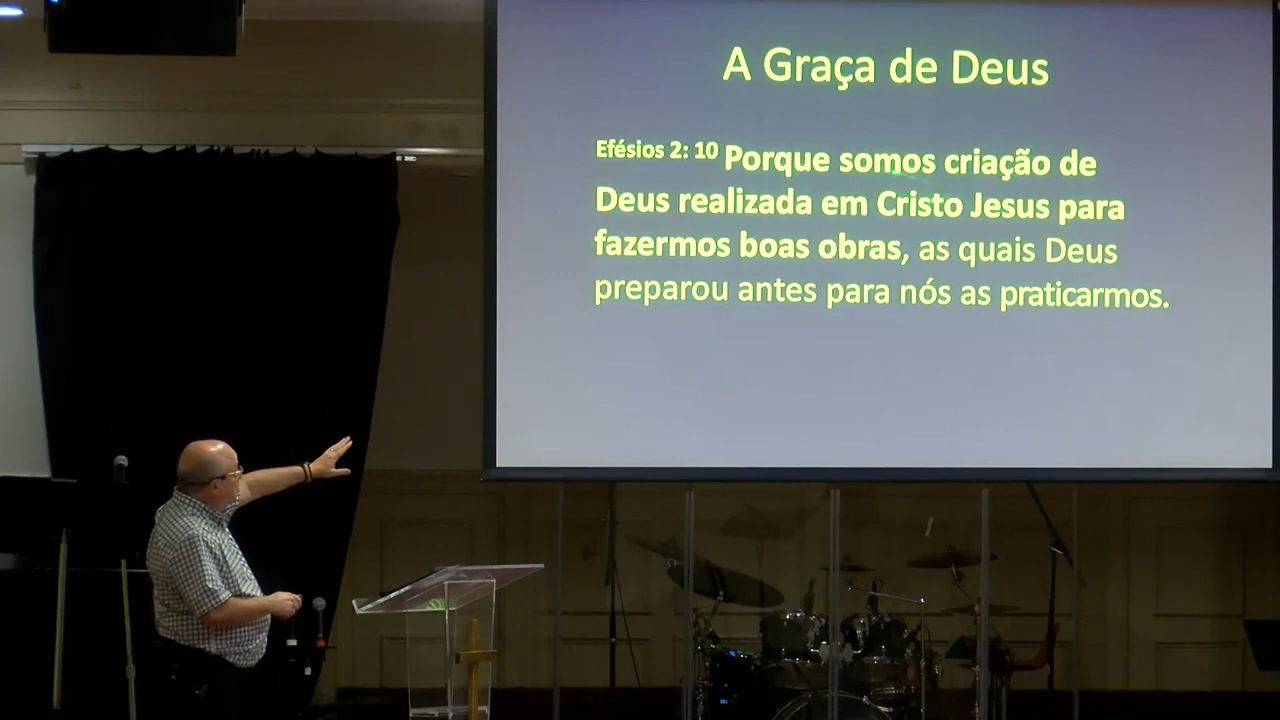 A Graça de Deus
Efésios 2: 10 Porque somos criação de
Deus realizada em Cristo Jesus para
fazermos boas obras, as quais Deus
preparou antes para nós as praticarmos.